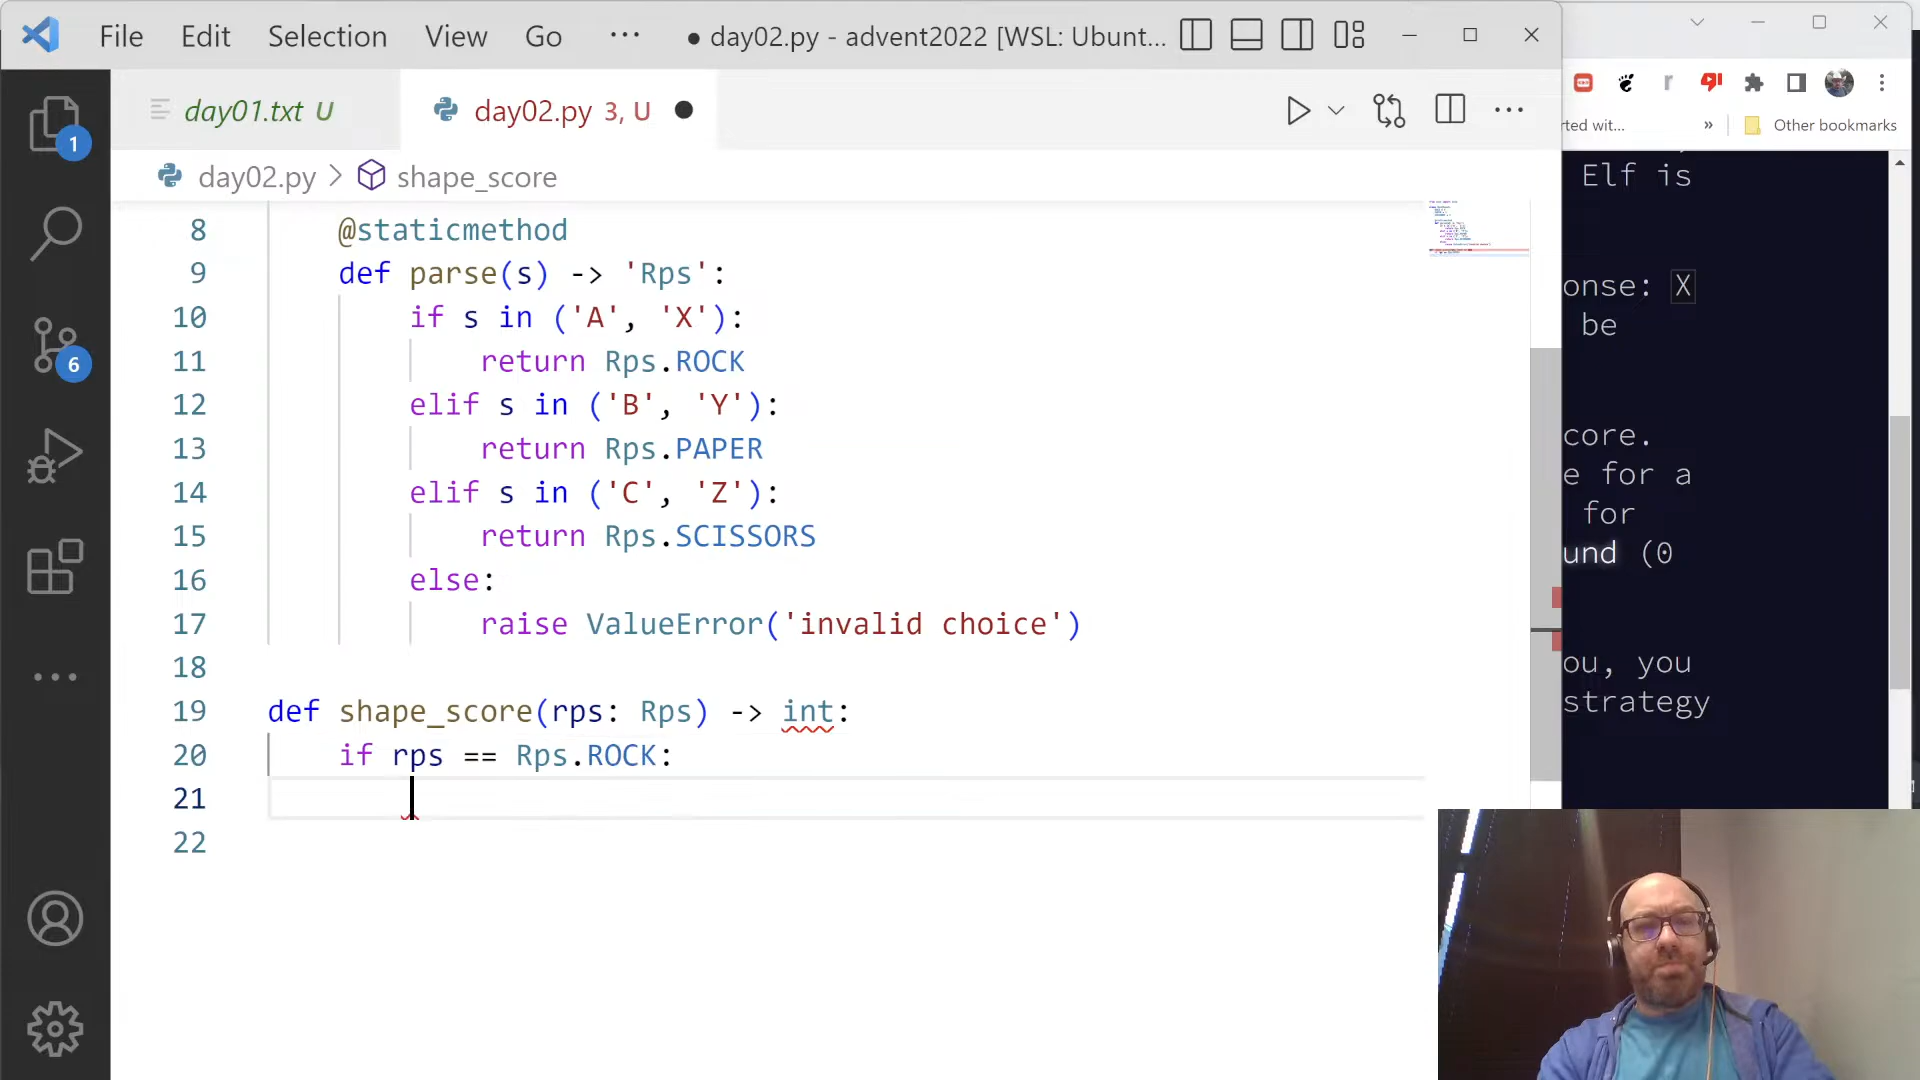 File Edit Selection View Go ··· ● day02.py - advent2022 [WSL: Ubunt...
day01.txt U day02.py 3, U ●
day02.py > shape_score
8 @staticmethod
9 def parse(s) -> 'Rps':
10 if s in ('A', 'X'):
11 return Rps.ROCK
12 elif s in ('B', 'Y'):
13 return Rps.PAPER
14 elif s in ('C', 'Z'):
15 return Rps.SCISSORS
16 else:
17 raise ValueError('invalid choice')
18
19 def shape_score(rps: Rps) -> int:
20 if rps == Rps.ROCK:
21
22
1
6
rted wit... » Other bookmarks
Elf is
onse: X
be
core.
e for a
for
und (0
ou, you
strategy